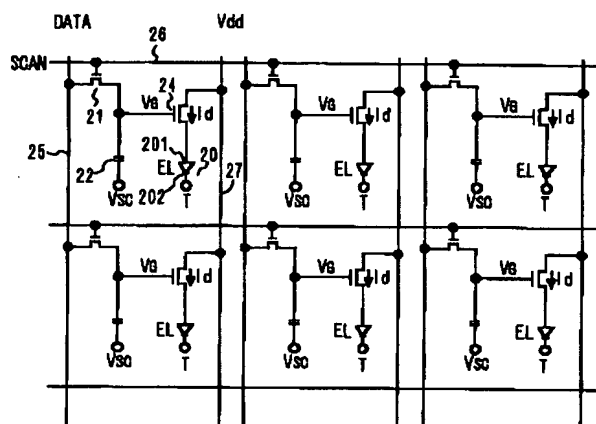 DATA Vdd
26
SCAN
21 VG 24 Id VG Id VG Id
25 201
22 EL 20 27 EL EL
202
VSC T VSC T VSC T
VG Id VG Id VG Id
EL EL EL
VSC T VSC T VSC T